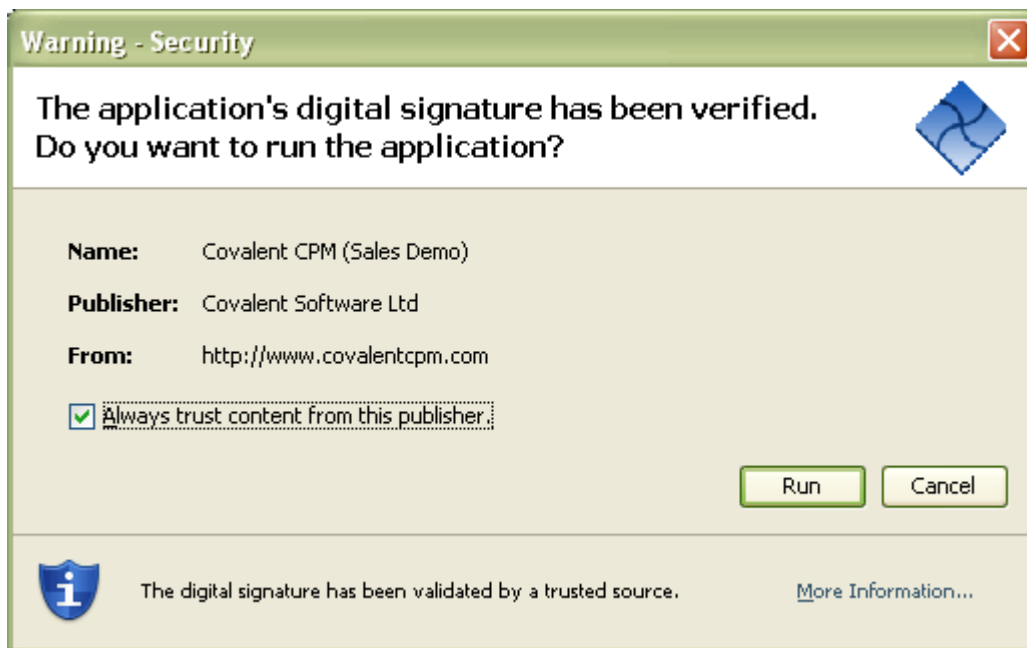 Warning - Security
The application's digital signature has been verified.
Do you want to run the application?
Name: Covalent CPM (Sales Demo)
Publisher: Covalent Software Ltd
From: http://www.covalentcpm.com
Always trust content from this publisher.
Run Cancel
The digital signature has been validated by a trusted source. More Information...